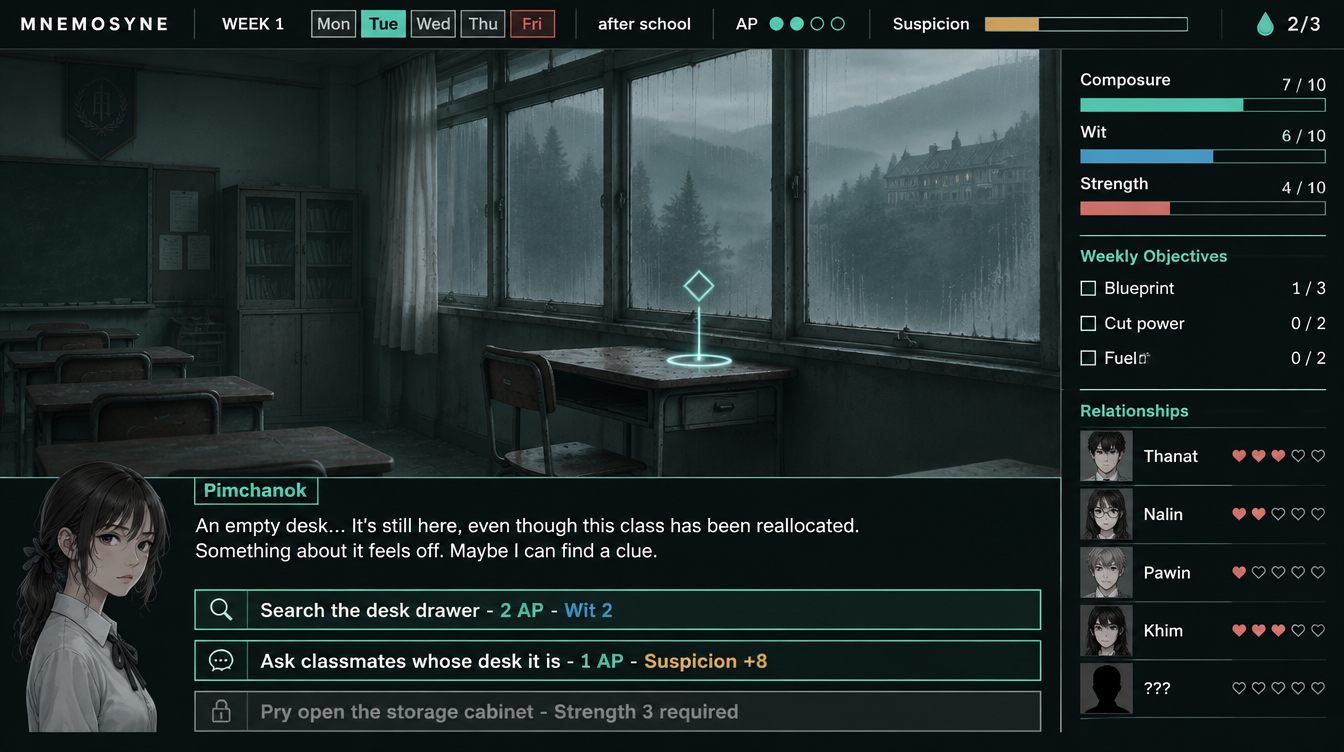 MNEMOSYNE
WEEK 1
Mon
Tue
Wed
Thu
Fri
after school
AP
Suspicion
2/3
Composure 7 / 10
Wit 6 / 10
Strength 4 / 10
Weekly Objectives
Blueprint 1 / 3
Cut power 0 / 2
Fuel 0 / 2
Relationships
Thanat
Nalin
Pawin
Khim
???
Pimchanok
An empty desk... It's still here, even though this class has been reallocated.
Something about it feels off. Maybe I can find a clue.
Search the desk drawer - 2 AP - Wit 2
Ask classmates whose desk it is - 1 AP - Suspicion +8
Pry open the storage cabinet - Strength 3 required